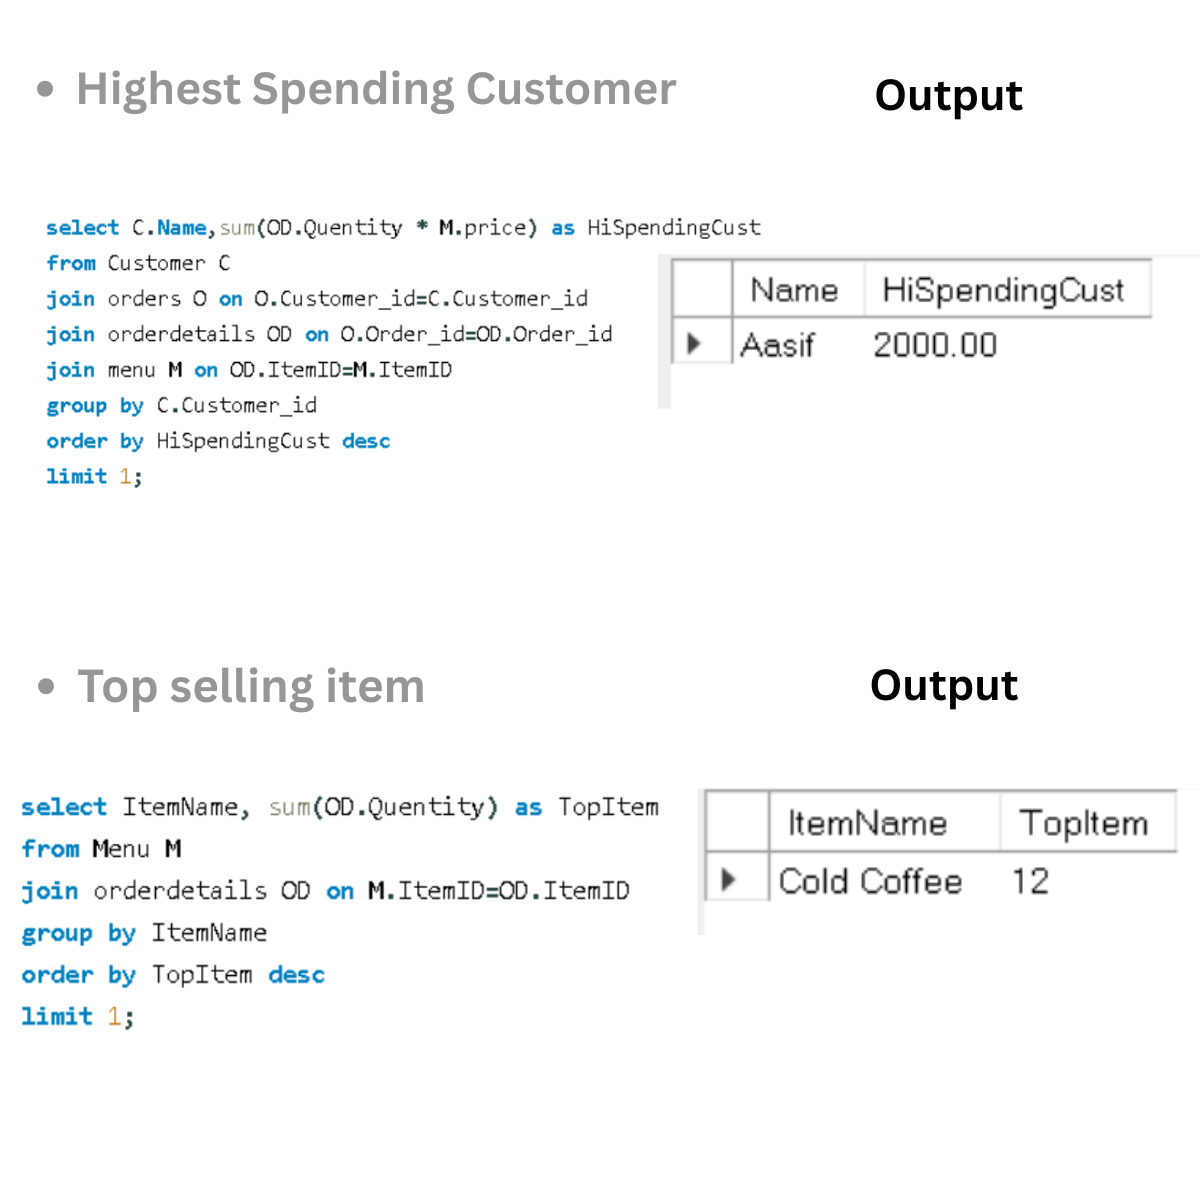 • Highest Spending Customer
Output
select C.Name,sum(OD.Quentity * M.price) as HiSpendingCust
from Customer C
join orders O on O.Customer_id=C.Customer_id
join orderdetails OD on O.Order_id=OD.Order_id
join menu M on OD.ItemID=M.ItemID
group by C.Customer_id
order by HiSpendingCust desc
limit 1;
Name HiSpendingCust
Aasif 2000.00
• Top selling item
Output
select ItemName, sum(OD.Quentity) as TopItem
from Menu M
join orderdetails OD on M.ItemID=OD.ItemID
group by ItemName
order by TopItem desc
limit 1;
ItemName TopItem
Cold Coffee 12